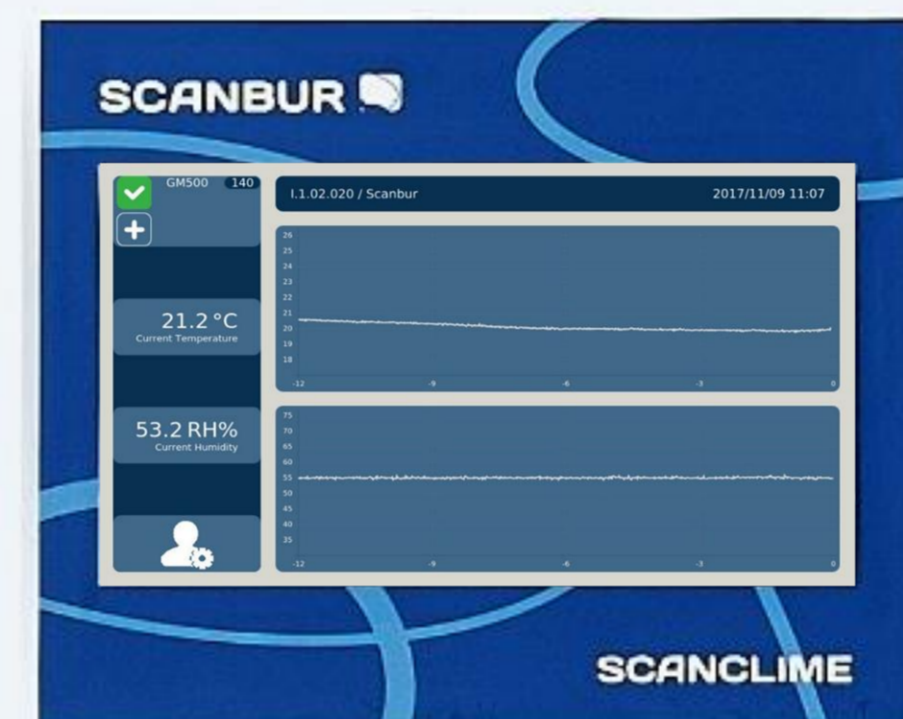 SCANBUR
GM500 140
I.1.02.020 / Scanbur 2017/11/09 11:07
21.2 °C
Current Temperature
53.2 RH%
Current Humidity
26
25
24
23
22
21
20
19
18
-12 -9 -6 -3 0
75
70
65
60
55
50
45
40
35
-12 -9 -6 -3 0
SCANCLIME